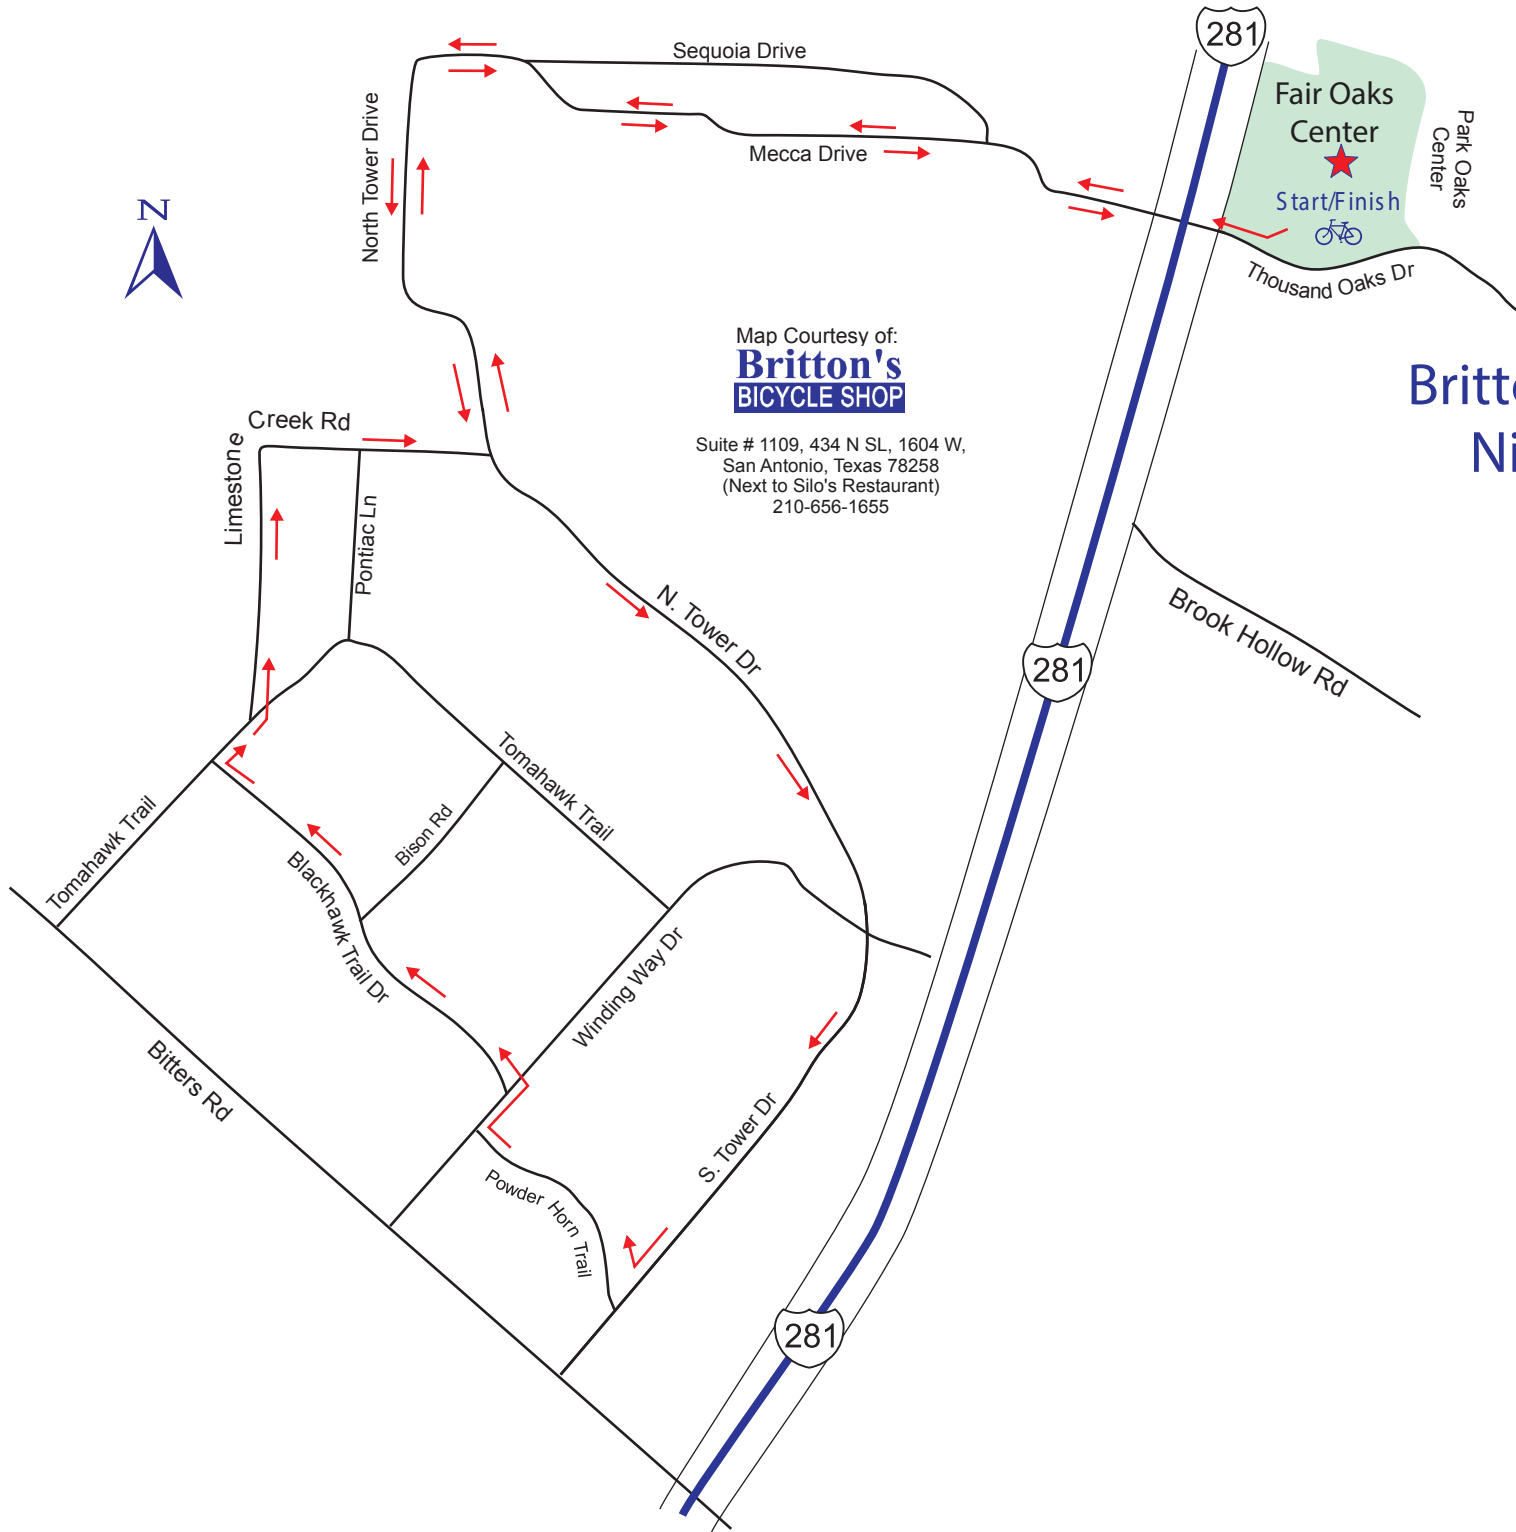 281
Sequoia Drive
Fair Oaks
Center
Park Oaks
Center
North Tower Drive
Mecca Drive
Start/Finish
N
Thousand Oaks Dr
Map Courtesy of:
Britton's
BICYCLE SHOP
Suite # 1109, 434 N SL, 1604 W,
San Antonio, Texas 78258
(Next to Silo's Restaurant)
210-656-1655
Creek Rd
Limestone
Pontiac Ln
N. Tower Dr
Brook Hollow Rd
281
Tomahawk Trail
Bison Rd
Tomahawk Trail
Blackhawk Trail Dr
Winding Way Dr
Bitters Rd
S. Tower Dr
Powder Horn Trail
281